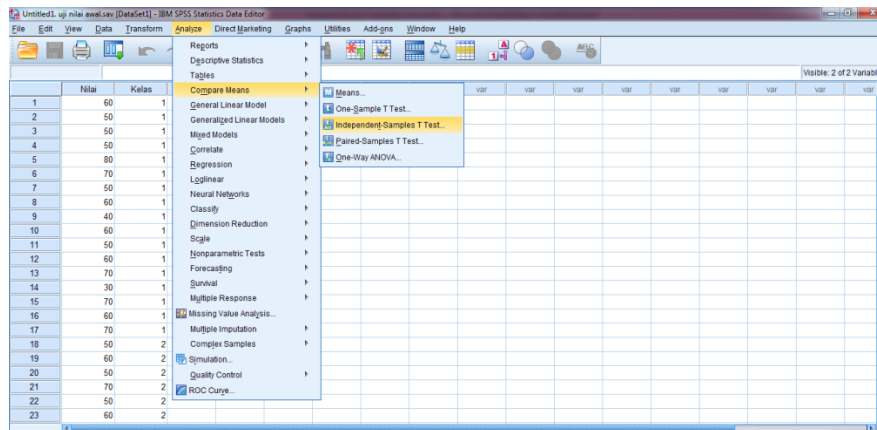 Untitled1. uji nilai awal.sav [DataSet1] - IBM SPSS Statistics Data Editor
File Edit View Data Transform Analyze Direct Marketing Graphs Utilities Add-ons Window Help
Visible: 2 of 2 Variabl
Reports
Descriptive Statistics
Tables
Compare Means
General Linear Model
Generalized Linear Models
Mixed Models
Correlate
Regression
Loglinear
Neural Networks
Classify
Dimension Reduction
Scale
Nonparametric Tests
Forecasting
Survival
Multiple Response
Missing Value Analysis...
Multiple Imputation
Complex Samples
Simulation...
Quality Control
ROC Curve...
Means...
One-Sample T Test...
Independent-Samples T Test...
Paired-Samples T Test...
One-Way ANOVA...
Nilai Kelas var var var var var var var var
1 60 1
2 50 1
3 50 1
4 50 1
5 80 1
6 70 1
7 50 1
8 60 1
9 40 1
10 60 1
11 50 1
12 60 1
13 70 1
14 30 1
15 70 1
16 60 1
17 70 1
18 50 2
19 60 2
20 50 2
21 70 2
22 50 2
23 60 2